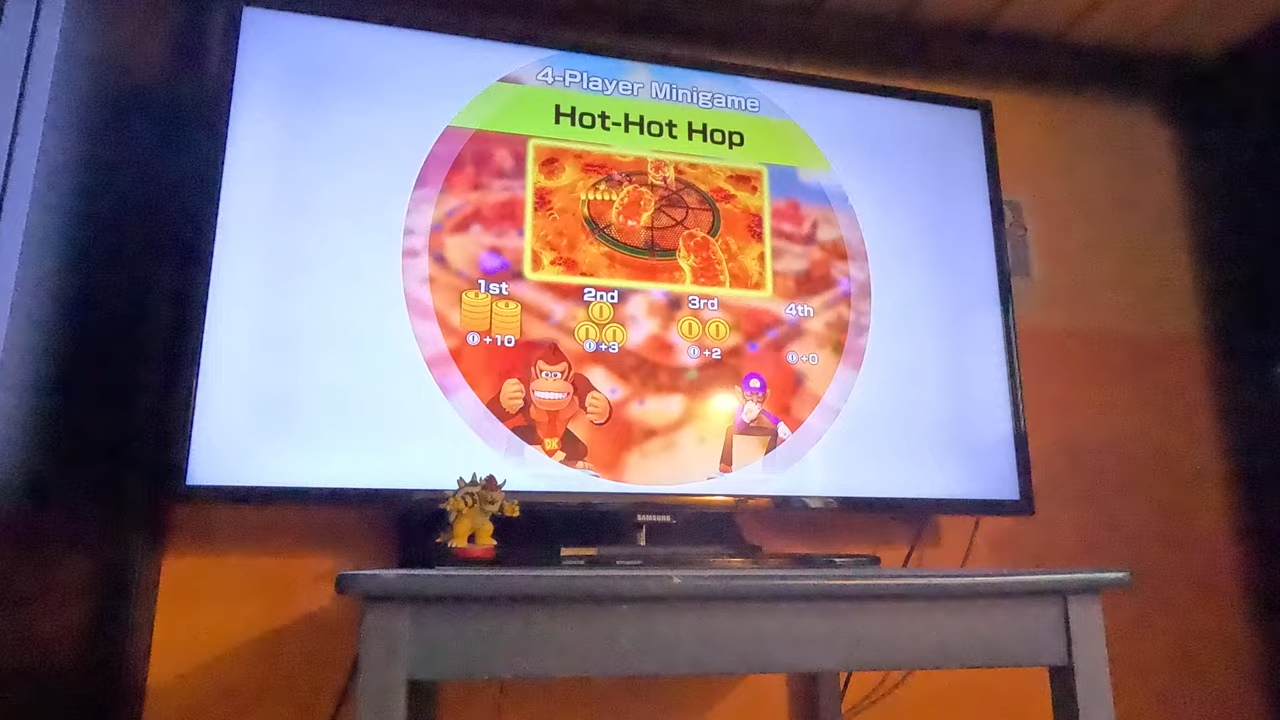 4-Player Minigame
Hot-Hot Hop
1st
2nd
3rd
4th
+10
+3
+2
+0
DK
SAMSUNG